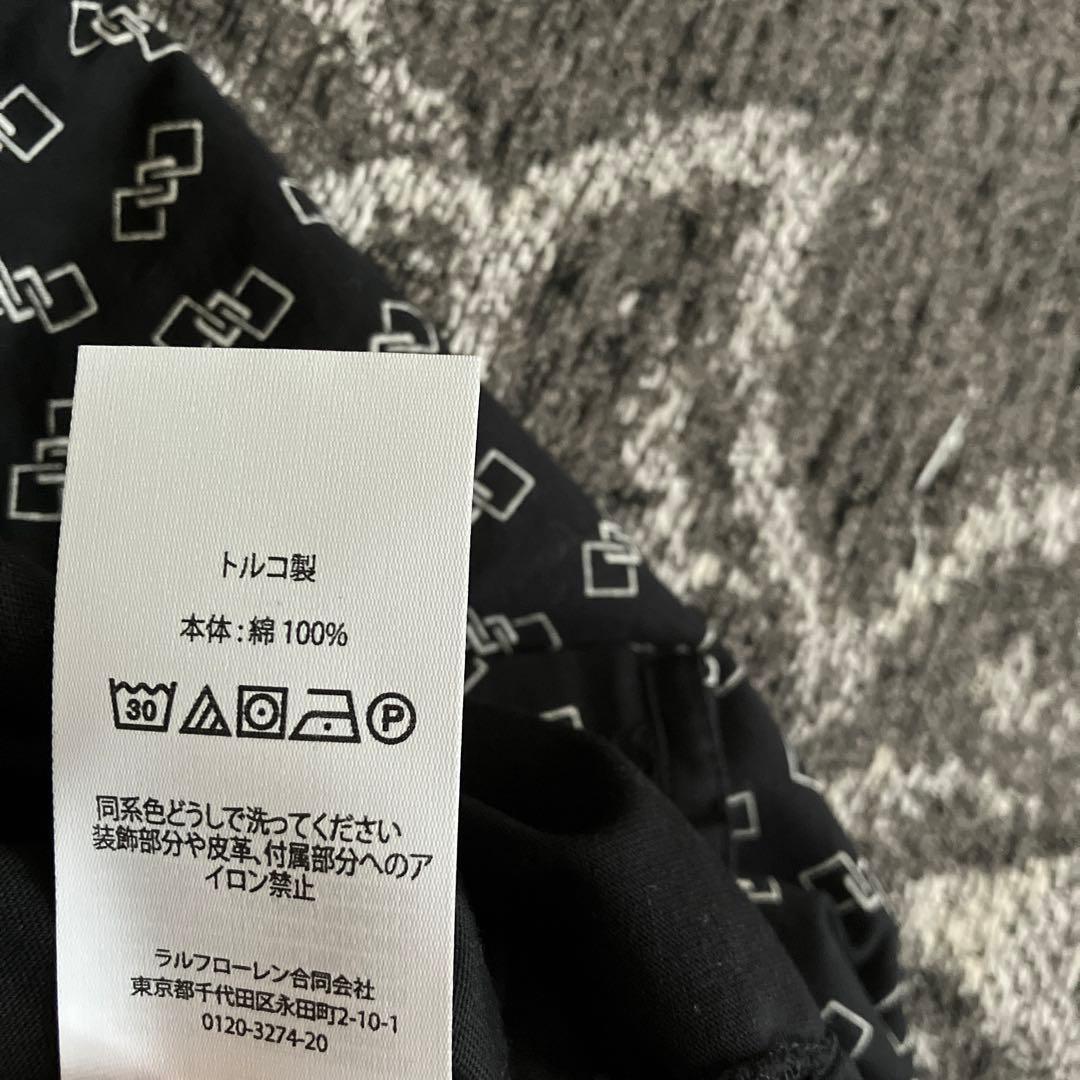 トルコ製
本体 : 綿 100%
30 P
同系色どうしで洗ってください
装飾部分や皮革、付属部分へのア
イロン禁止
ラルフローレン合同会社
東京都千代田区永田町2-10-1
0120-3274-20